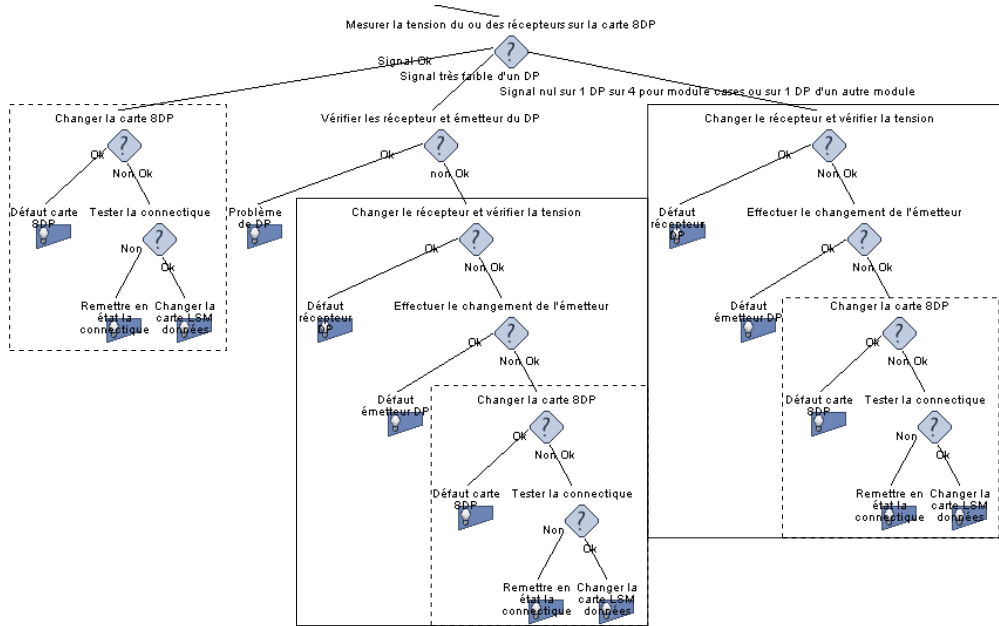 Mesurer la tension du ou des récepteurs sur la carte 8DP
Signal Ok
Signal très faible d'un DP
Signal nul sur 1 DP sur 4 pour module cases ou sur 1 DP d'un autre module
Changer la carte 8DP
Ok
Non Ok
Défaut carte
8DP
Tester la connectique
Non
Ok
Remettre en
état la
connectique
Changer la
carte LSM
données
Vérifier les récepteur et émetteur du DP
Ok
non Ok
Problème
de DP
Changer le récepteur et vérifier la tension
Ok
Non Ok
Défaut
récepteur
DP
Effectuer le changement de l'émetteur
Ok
Non Ok
Défaut
émetteur DP
Changer la carte 8DP
Ok
Non Ok
Défaut carte
8DP
Tester la connectique
Non
Ok
Remettre en
état la
connectique
Changer la
carte LSM
données
Changer le récepteur et vérifier la tension
Ok
Non Ok
Défaut
récepteur
DP
Effectuer le changement de l'émetteur
Ok
Non Ok
Défaut
émetteur DP
Changer la carte 8DP
Ok
Non Ok
Défaut carte
8DP
Tester la connectique
Non
Ok
Remettre en
état la
connectique
Changer la
carte LSM
données